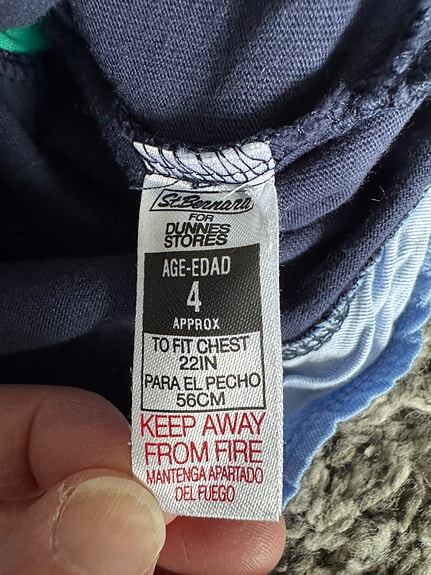 St.Bernard
FOR
DUNNES
STORES
AGE-EDAD
4
APPROX
TO FIT CHEST
22IN
PARA EL PECHO
56CM
KEEP AWAY
FROM FIRE
MANTENGA APARTADO
DEL FUEGO